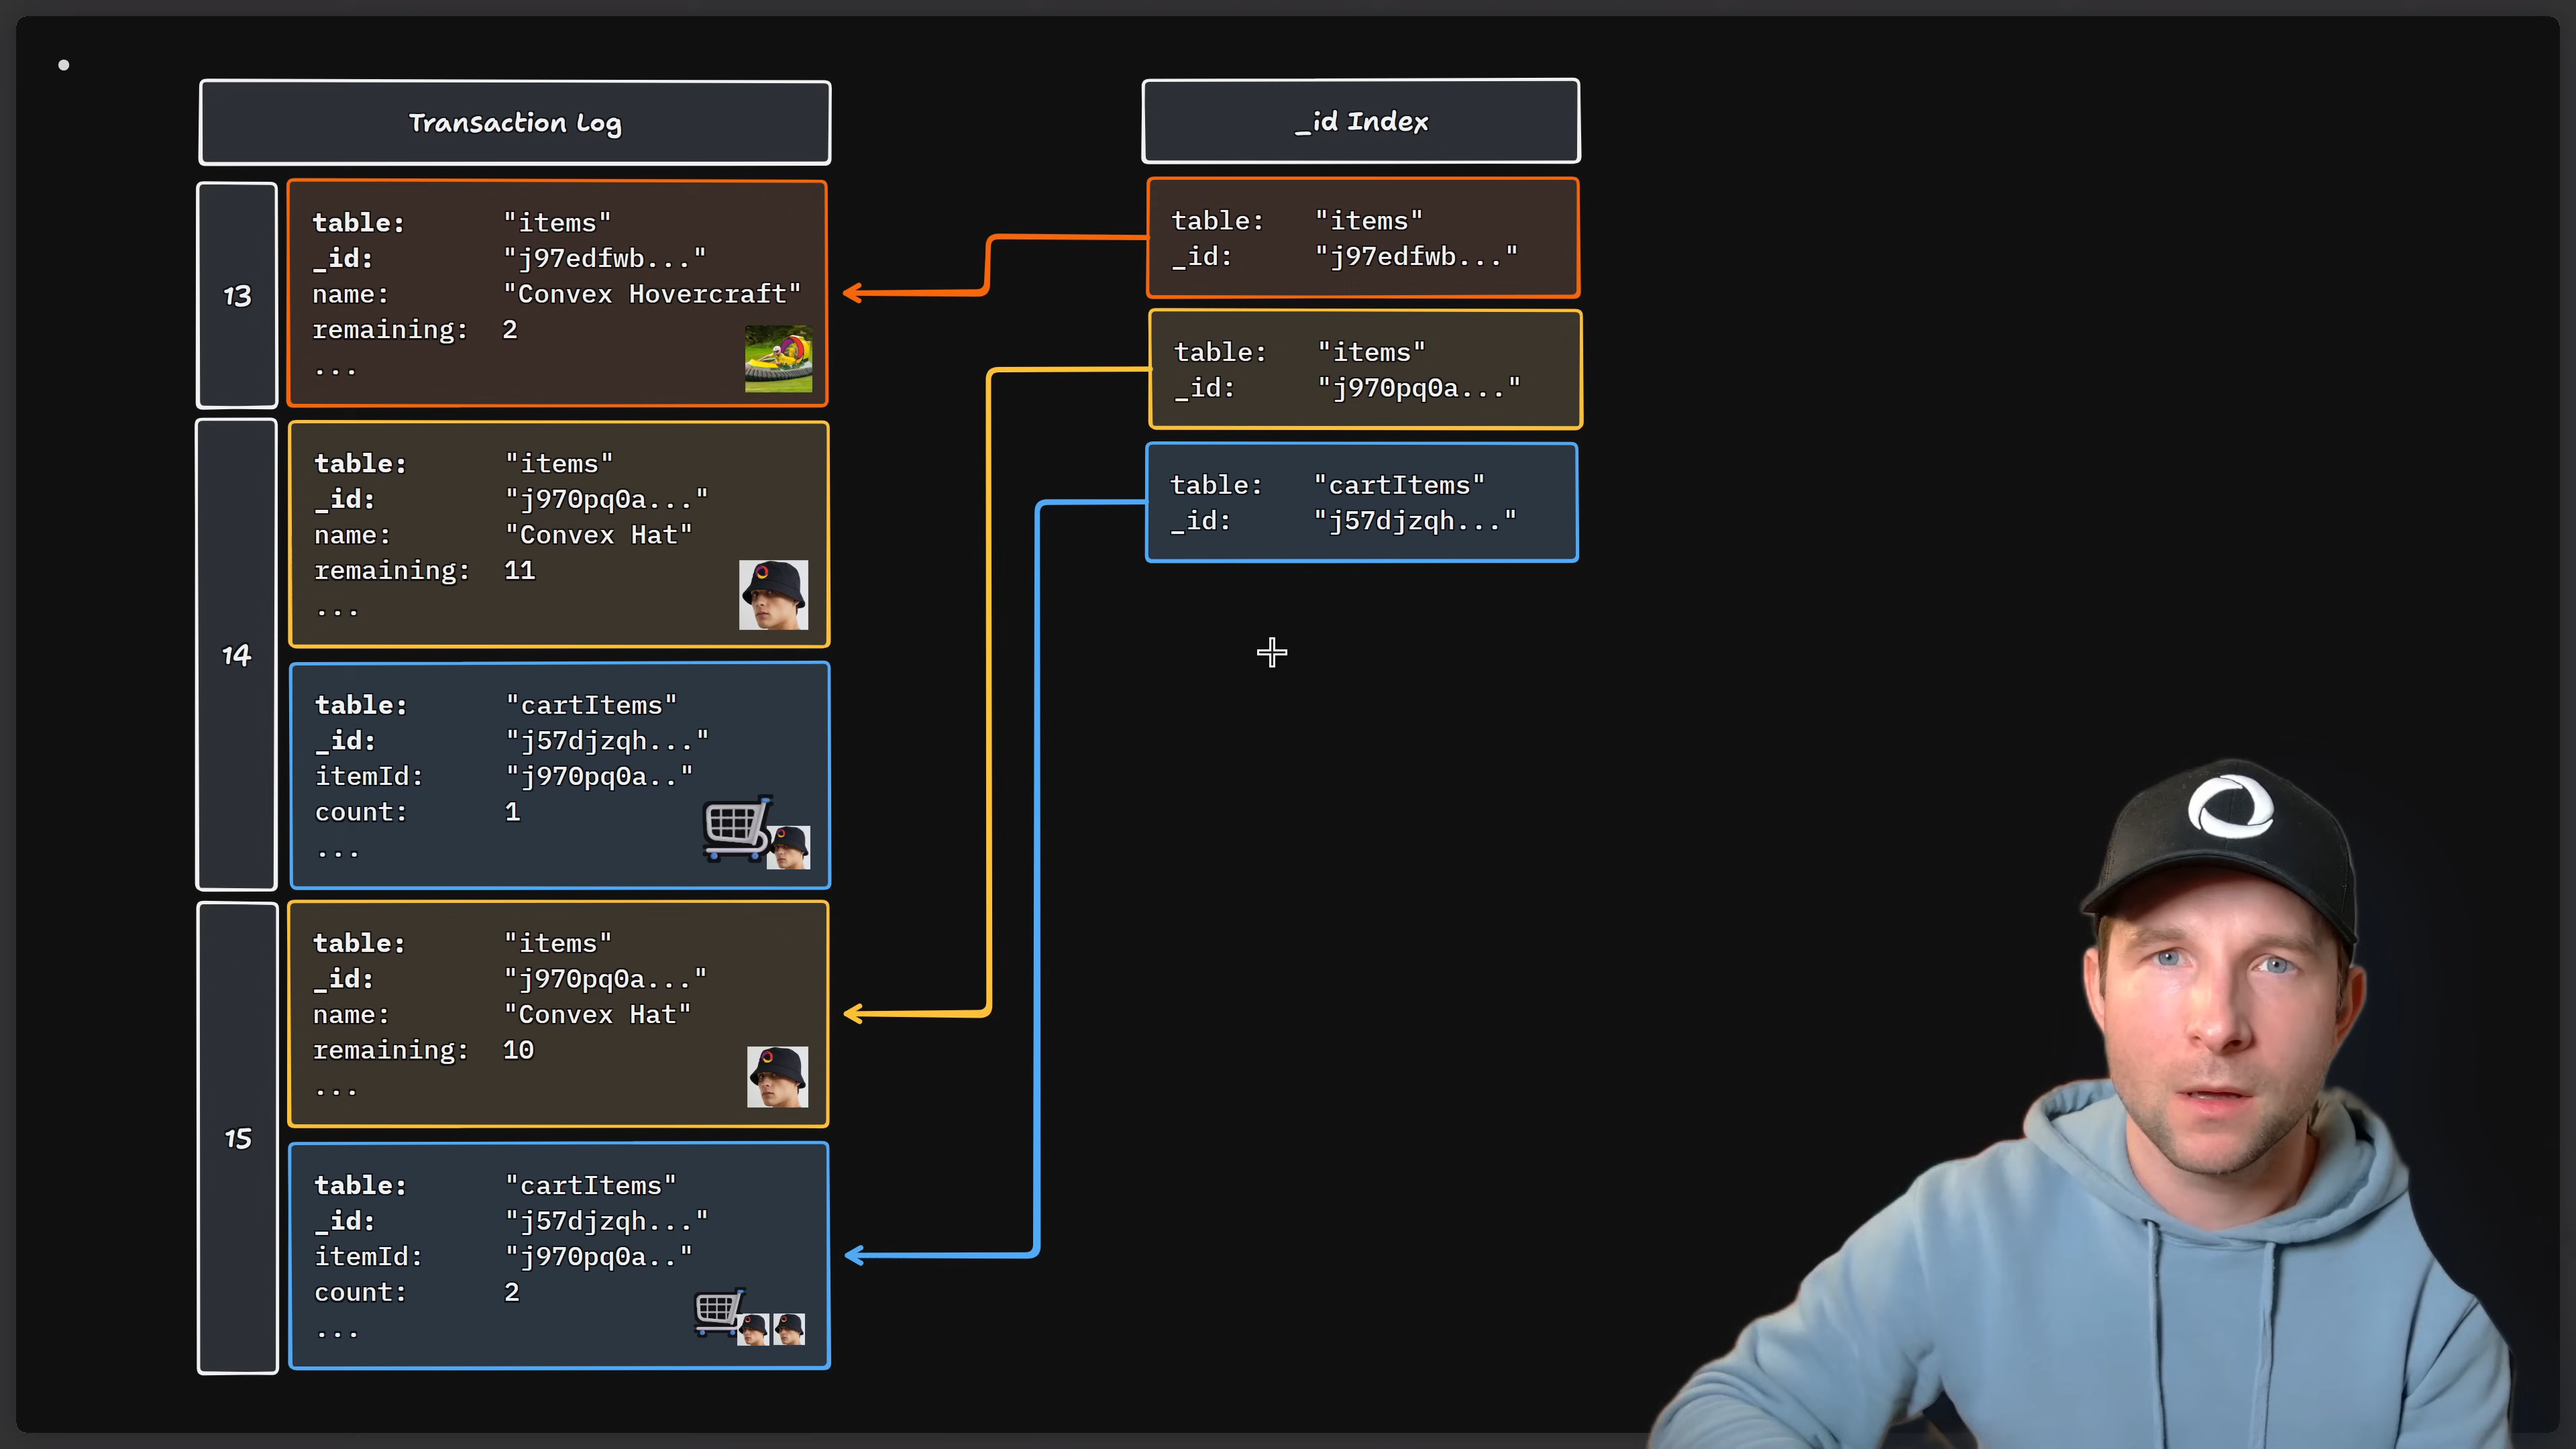 Transaction Log
13
table: "items"
_id: "j97edfwb..."
name: "Convex Hovercraft"
remaining: 2
...
14
table: "items"
_id: "j970pq0a..."
name: "Convex Hat"
remaining: 11
...
table: "cartItems"
_id: "j57djzqh..."
itemId: "j970pq0a.."
count: 1
...
15
table: "items"
_id: "j970pq0a..."
name: "Convex Hat"
remaining: 10
...
table: "cartItems"
_id: "j57djzqh..."
itemId: "j970pq0a.."
count: 2
...
_id Index
table: "items"
_id: "j97edfwb..."
table: "items"
_id: "j970pq0a..."
table: "cartItems"
_id: "j57djzqh..."